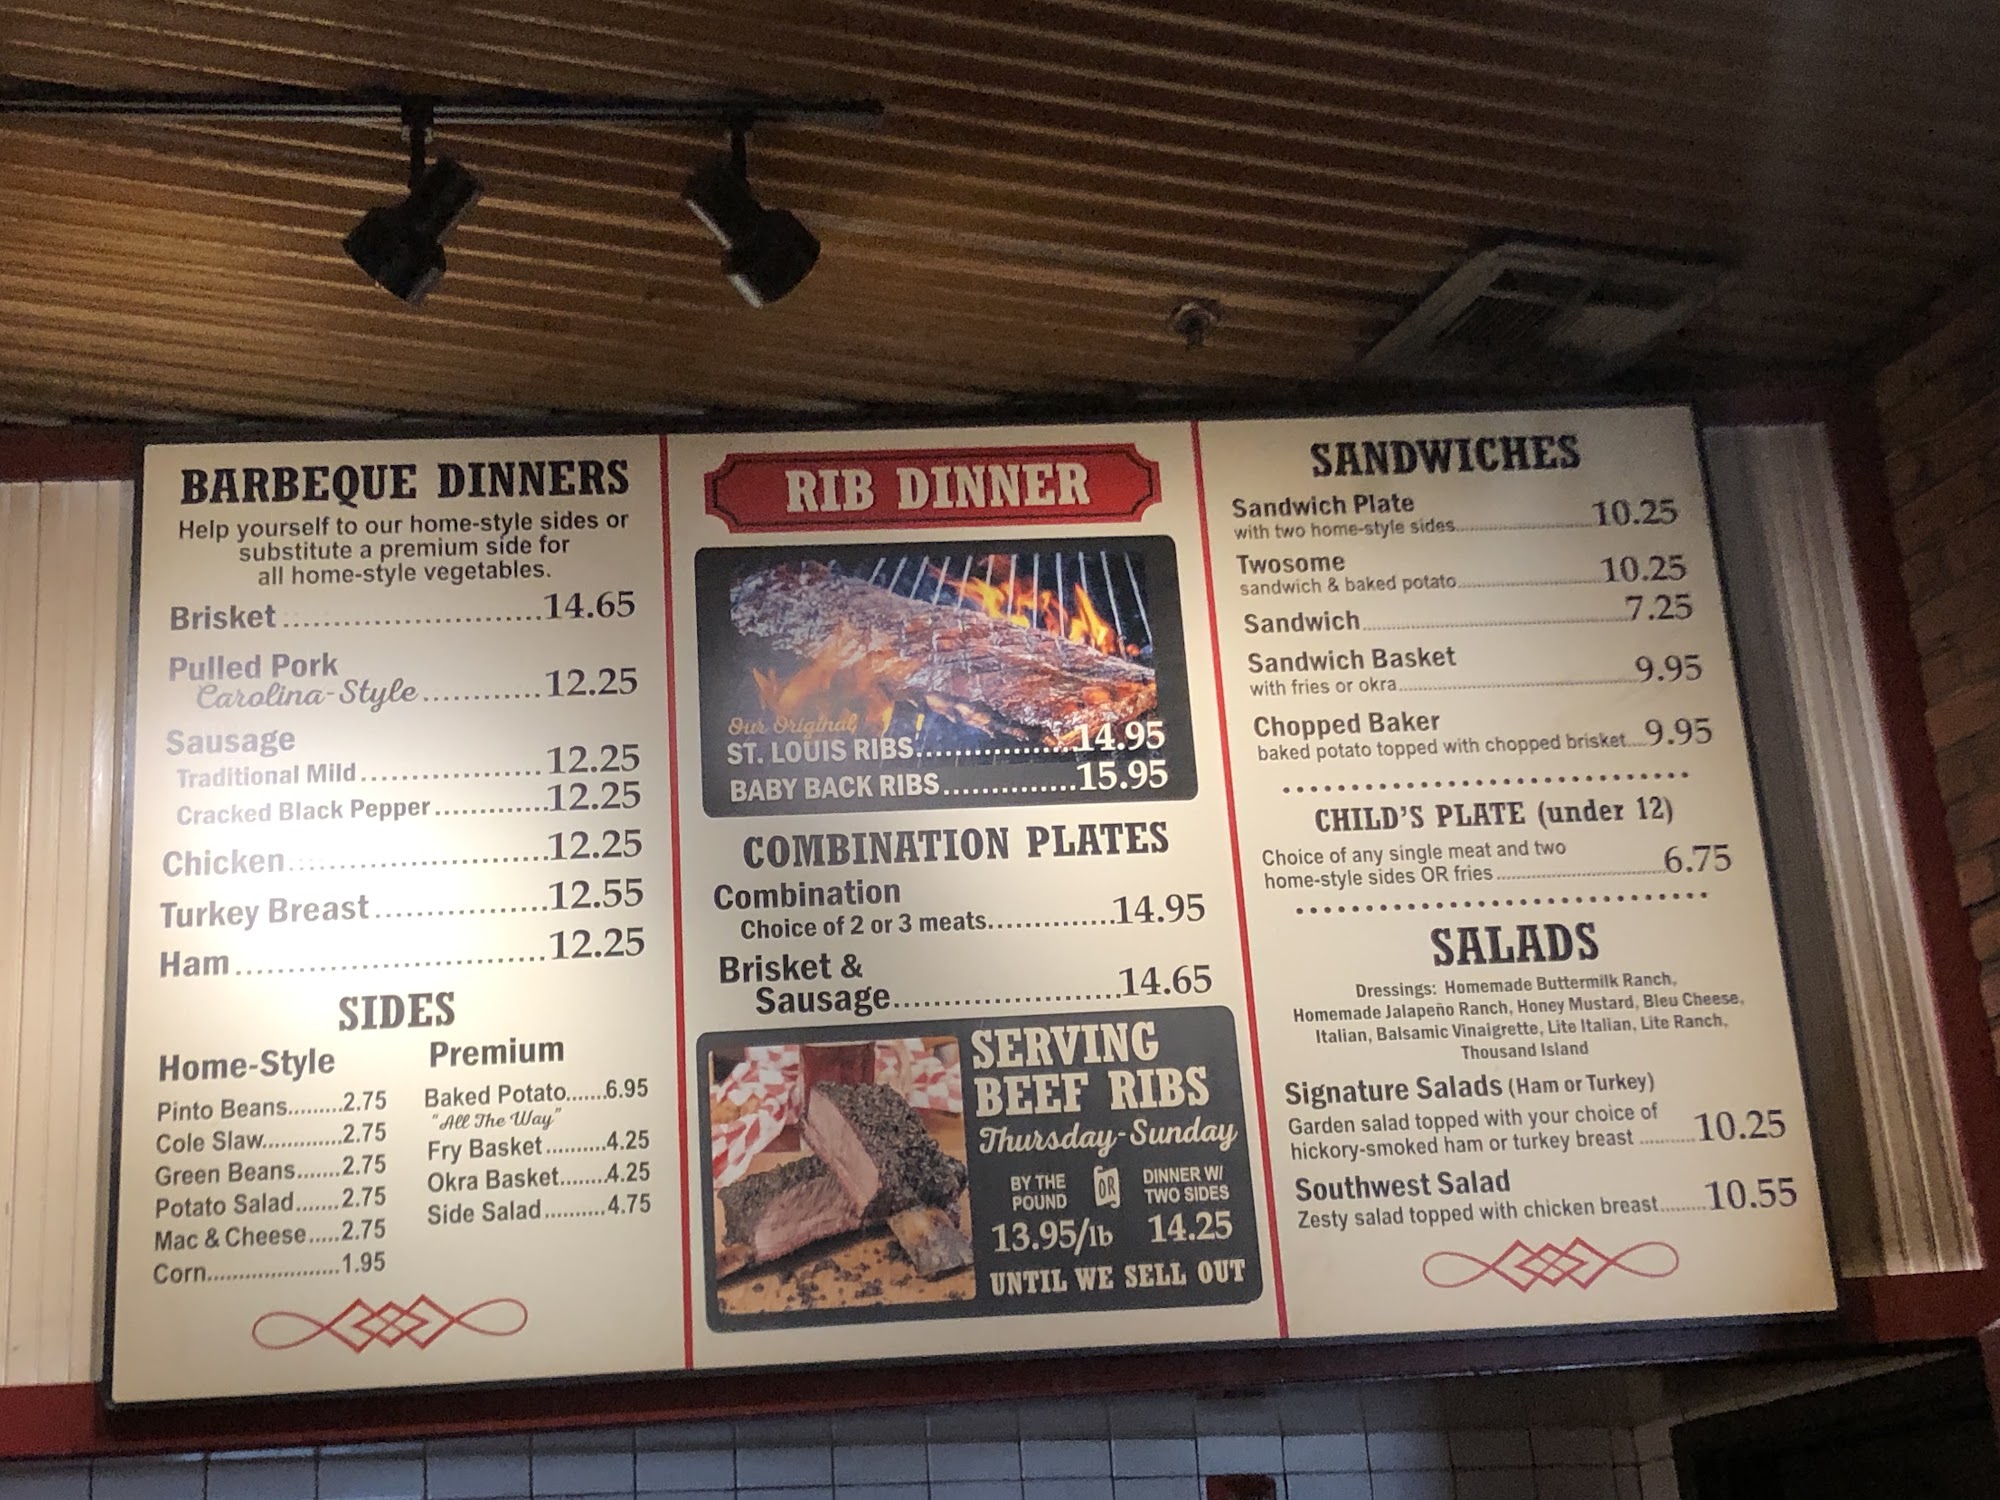 BARBEQUE DINNERS
Help yourself to our home-style sides or
substitute a premium side for
all home-style vegetables.
Brisket..........................14.65
Pulled Pork
Carolina-Style............12.25
Sausage
Traditional Mild..................12.25
Cracked Black Pepper...........12.25
Chicken..........................12.25
Turkey Breast.................12.55
Ham...............................12.25
SIDES
Home-Style
Pinto Beans.........2.75
Cole Slaw.............2.75
Green Beans.......2.75
Potato Salad.......2.75
Mac & Cheese.....2.75
Corn......................1.95
Premium
Baked Potato.......6.95
"All The Way"
Fry Basket..........4.25
Okra Basket.......4.25
Side Salad..........4.75
RIB DINNER
Our Original
ST. LOUIS RIBS..................14.95
BABY BACK RIBS...............15.95
COMBINATION PLATES
Combination
Choice of 2 or 3 meats..............14.95
Brisket &
Sausage.........................14.65
SERVING
BEEF RIBS
Thursday-Sunday
BY THE
POUND
13.95/lb
OR
DINNER W/
TWO SIDES
14.25
UNTIL WE SELL OUT
SANDWICHES
Sandwich Plate
with two home-style sides..............................10.25
Twosome
sandwich & baked potato...............................10.25
Sandwich..........................................................7.25
Sandwich Basket
with fries or okra..................................................9.95
Chopped Baker
baked potato topped with chopped brisket....9.95
CHILD'S PLATE (under 12)
Choice of any single meat and two
home-style sides OR fries....................................6.75
SALADS
Dressings: Homemade Buttermilk Ranch,
Homemade Jalapeño Ranch, Honey Mustard, Bleu Cheese,
Italian, Balsamic Vinaigrette, Lite Italian, Lite Ranch,
Thousand Island
Signature Salads (Ham or Turkey)
Garden salad topped with your choice of
hickory-smoked ham or turkey breast...........10.25
Southwest Salad
Zesty salad topped with chicken breast.........10.55